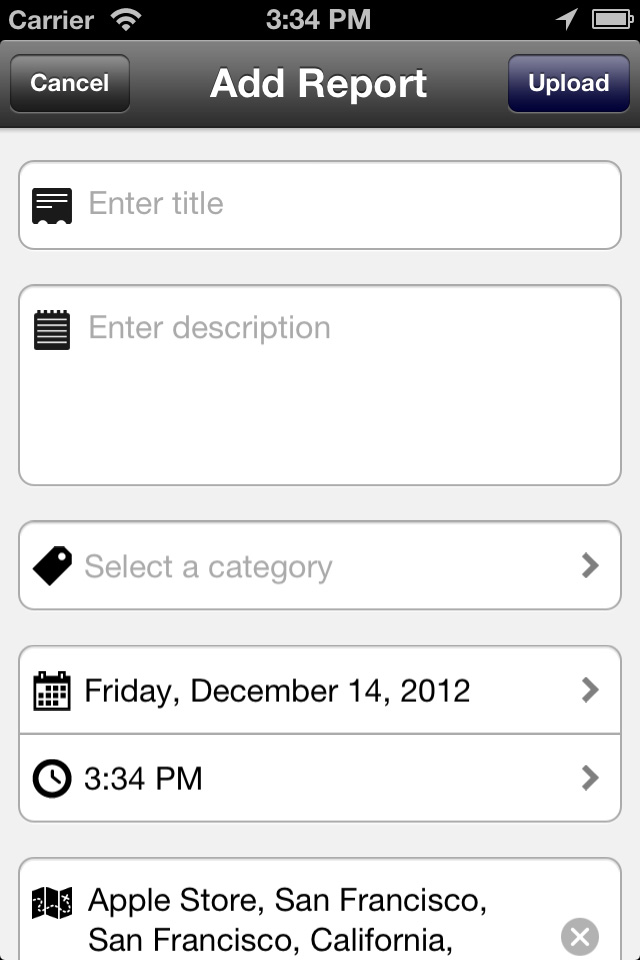 Carrier 3:34 PM
Cancel Add Report Upload
Enter title
Enter description
Select a category
Friday, December 14, 2012
3:34 PM
Apple Store, San Francisco,
San Francisco, California,